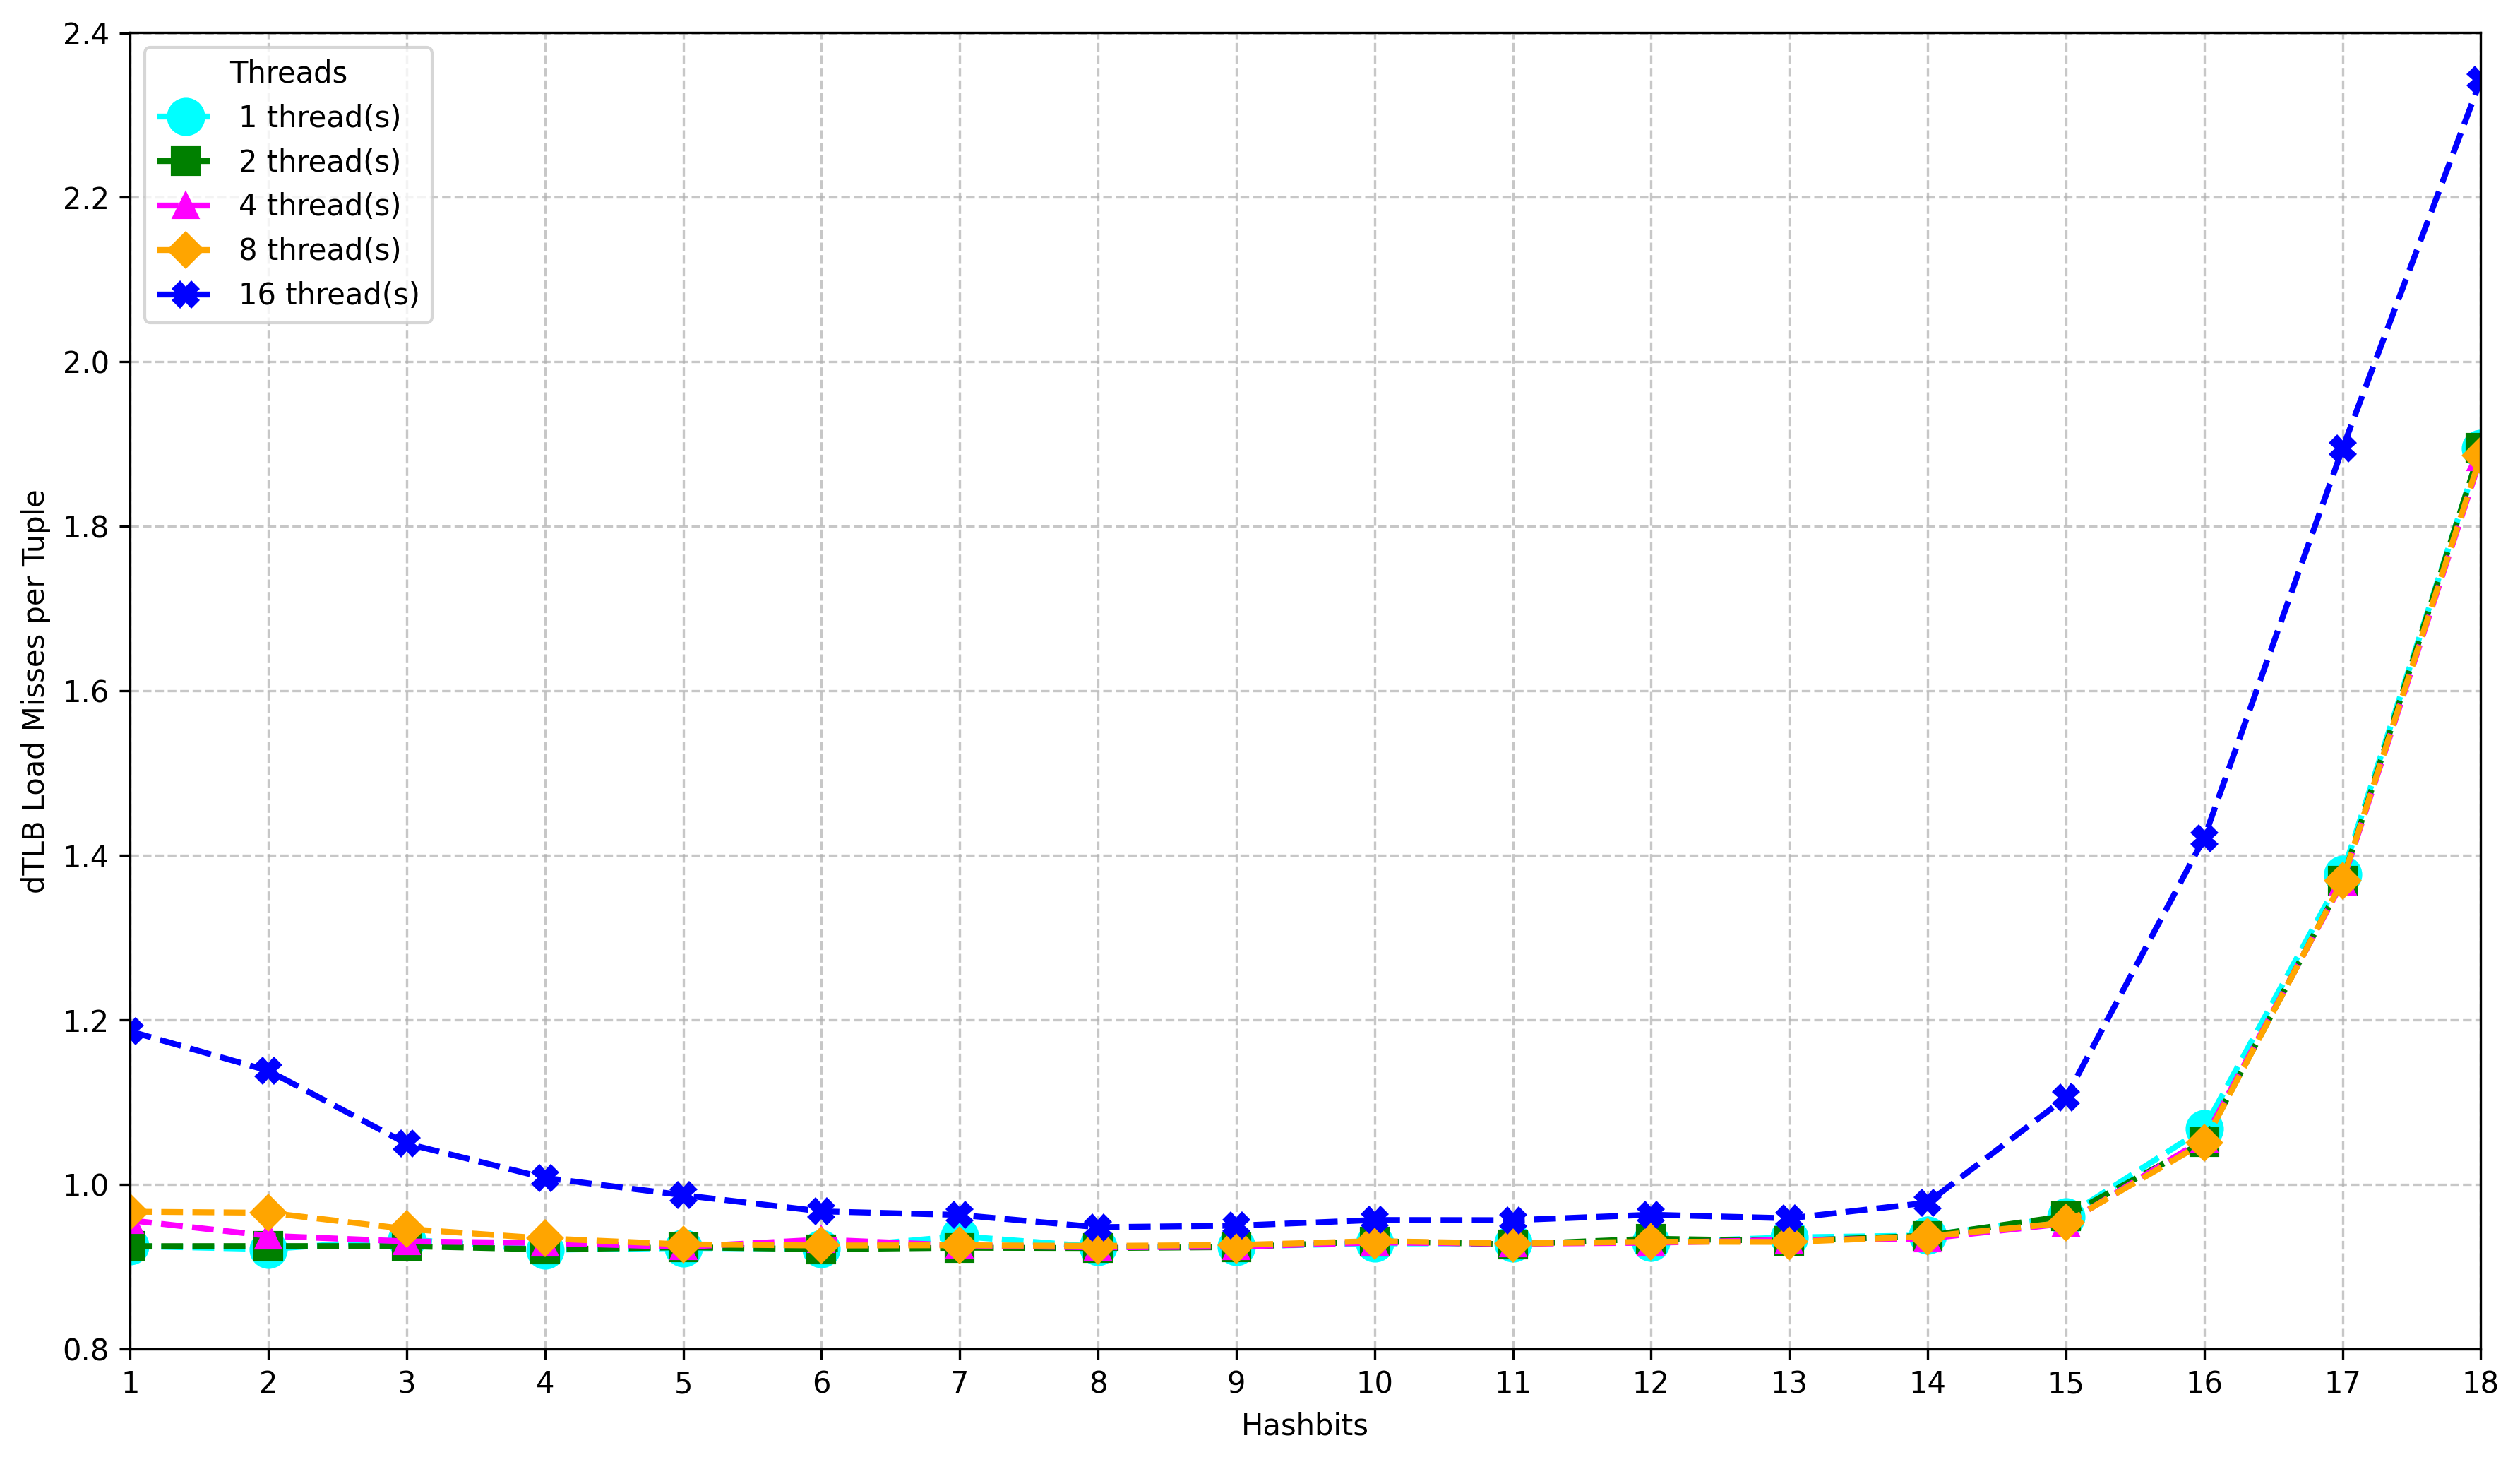 2.4
2.2
2.0
1.8
1.6
1.4
1.2
1.0
0.8
dTLB Load Misses per Tuple
Threads
1 thread(s)
2 thread(s)
4 thread(s)
8 thread(s)
16 thread(s)
1 2 3 4 5 6 7 8 9 10 11 12 13 14 15 16 17 18
Hashbits